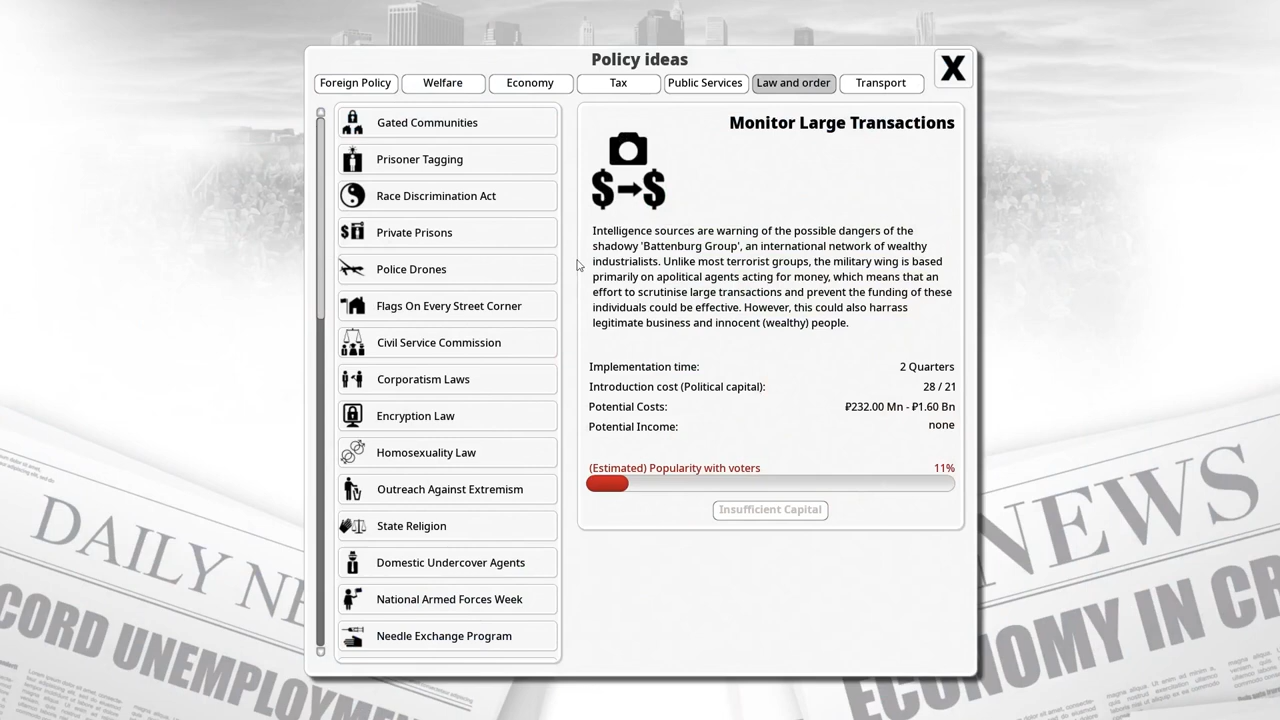 Policy ideas
X
Foreign Policy
Welfare
Economy
Tax
Public Services
Law and order
Transport
Gated Communities
Prisoner Tagging
Race Discrimination Act
Private Prisons
Police Drones
Flags On Every Street Corner
Civil Service Commission
Corporatism Laws
Encryption Law
Homosexuality Law
Outreach Against Extremism
State Religion
Domestic Undercover Agents
National Armed Forces Week
Needle Exchange Program
Monitor Large Transactions
$ $
Intelligence sources are warning of the possible dangers of the
shadowy 'Battenburg Group', an international network of wealthy
industrialists. Unlike most terrorist groups, the military wing is based
primarily on apolitical agents acting for money, which means that an
effort to scrutinise large transactions and prevent the funding of these
individuals could be effective. However, this could also harrass
legitimate business and innocent (wealthy) people.
Implementation time: 2 Quarters
Introduction cost (Political capital): 28 / 21
Potential Costs: ₽232.00 Mn - ₽1.60 Bn
Potential Income: none
(Estimated) Popularity with voters 11%
Insufficient Capital
DAILY NE
CORD UNEMPLOYM
NEWS
ECONOMY IN CR